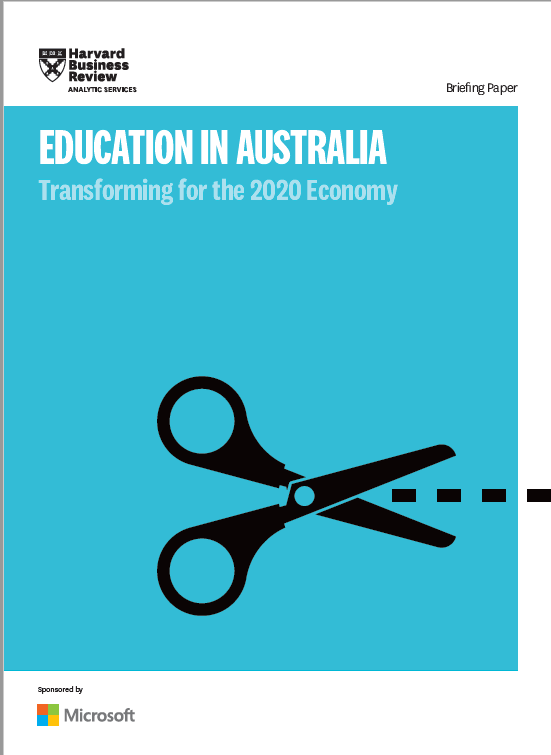 Harvard
Business
Review
ANALYTIC SERVICES
Briefing Paper
EDUCATION IN AUSTRALIA
Transforming for the 2020 Economy
Sponsored by
Microsoft